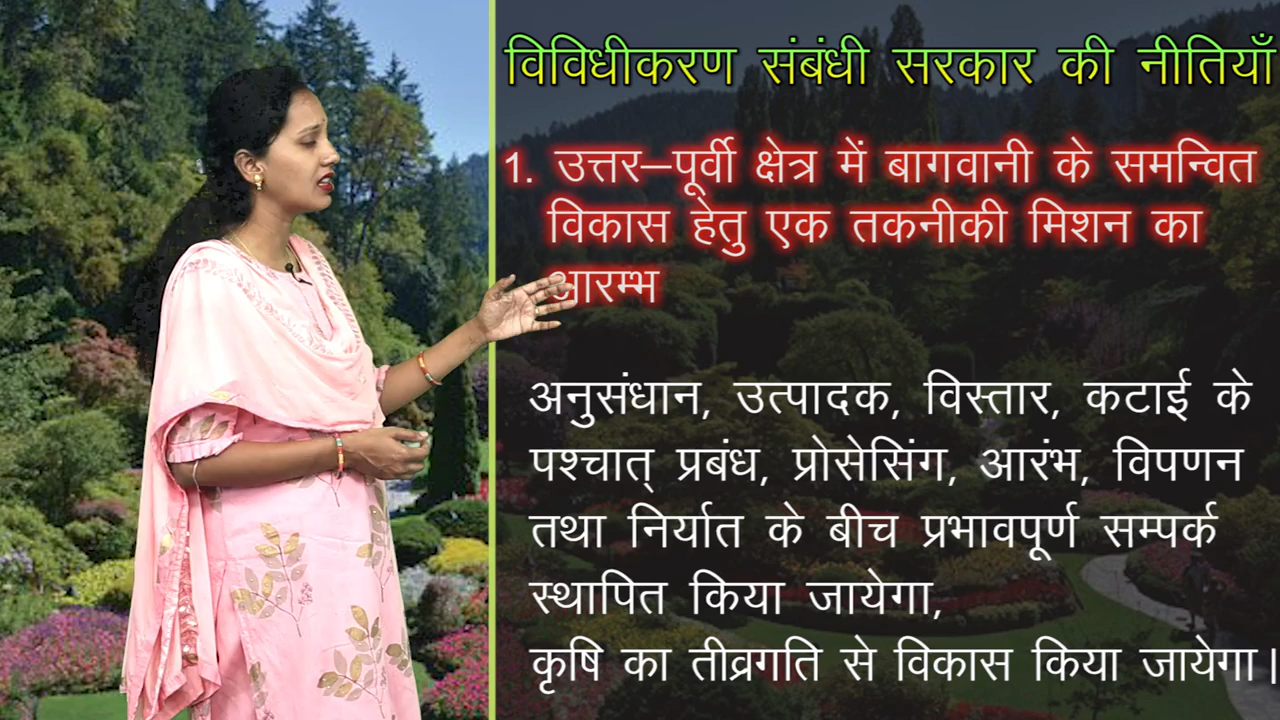 विविधीकरण संबंधी सरकार की नीतियाँ
1. उत्तर–पूर्वी क्षेत्र में बागवानी के समन्वित
विकास हेतु एक तकनीकी मिशन का
आरम्भ
अनुसंधान, उत्पादक, विस्तार, कटाई के
पश्चात् प्रबंध, प्रोसेसिंग, आरंभ, विपणन
तथा निर्यात के बीच प्रभावपूर्ण सम्पर्क
स्थापित किया जायेगा,
कृषि का तीव्रगति से विकास किया जायेगा।